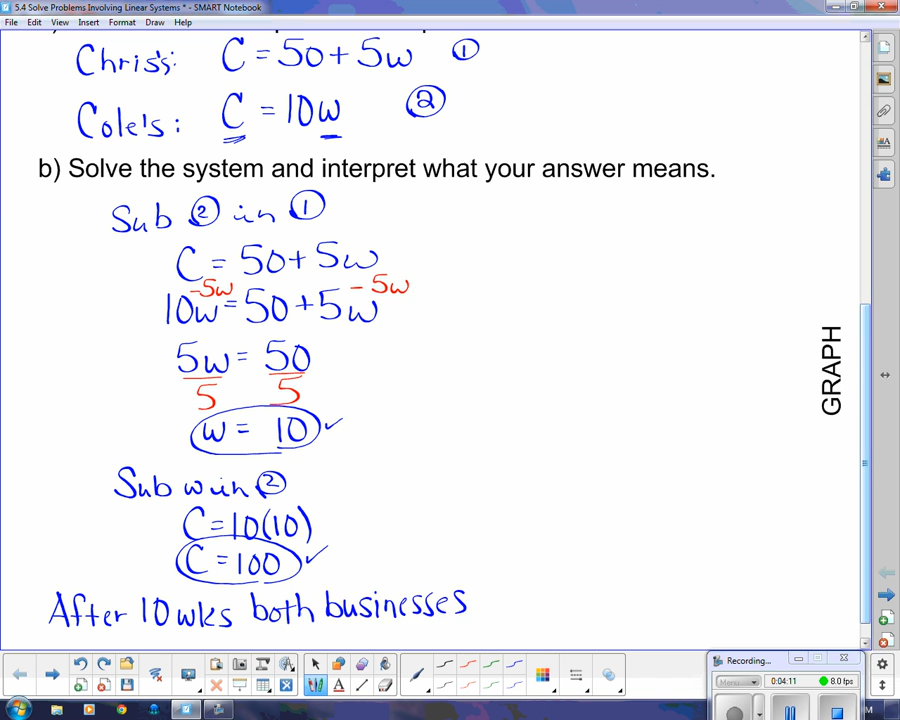 5.4 Solve Problems Involving Linear Systems * - SMART Notebook
File Edit View Insert Format Draw Help
Chris's: C = 50 + 5w ①
Cole's: C = 10w ②
b) Solve the system and interpret what your answer means.
Sub ② in ①
C = 50 + 5w
-5w -5w
10w = 50 + 5w
5w = 50
5 5
w = 10 ✓
Sub w in ②
C = 10(10)
C = 100 ✓
After 10 wks both businesses
GRAPH
Recording...
Menu 0:04:11 8.0 fps